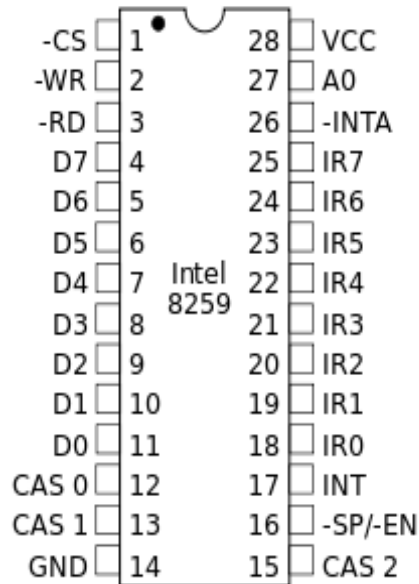 -CS 1 28 VCC
-WR 2 27 A0
-RD 3 26 -INTA
D7 4 25 IR7
D6 5 24 IR6
D5 6 23 IR5
Intel
D4 7 22 IR4
8259
D3 8 21 IR3
D2 9 20 IR2
D1 10 19 IR1
D0 11 18 IR0
CAS 0 12 17 INT
CAS 1 13 16 -SP/-EN
GND 14 15 CAS 2